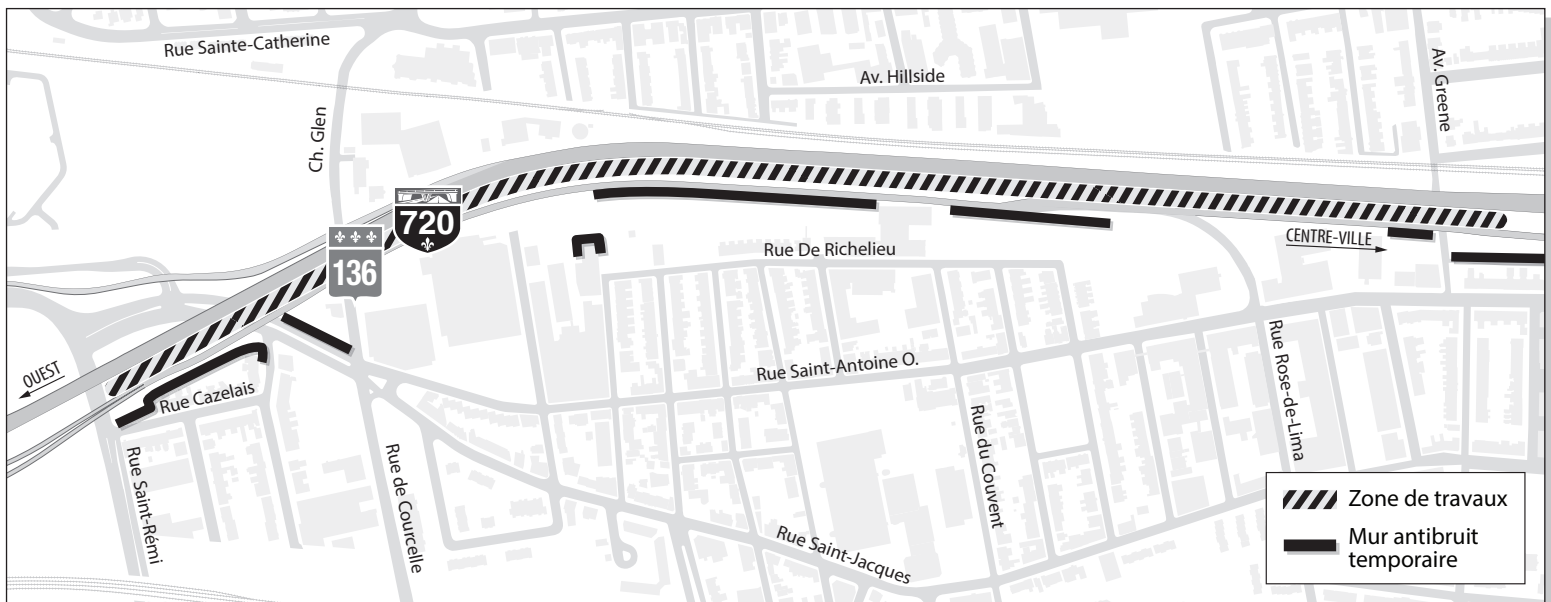 Rue Sainte-Catherine
Av. Hillside
Av. Greene
Ch. Glen
720
136
Rue De Richelieu
CENTRE-VILLE
OUEST
Rue Cazelais
Rue Saint-Antoine O.
Rue Rose-de-Lima
Rue du Couvent
Rue Saint-Rémi
Rue de Courcelle
Rue Saint-Jacques
Zone de travaux
Mur antibruit
temporaire